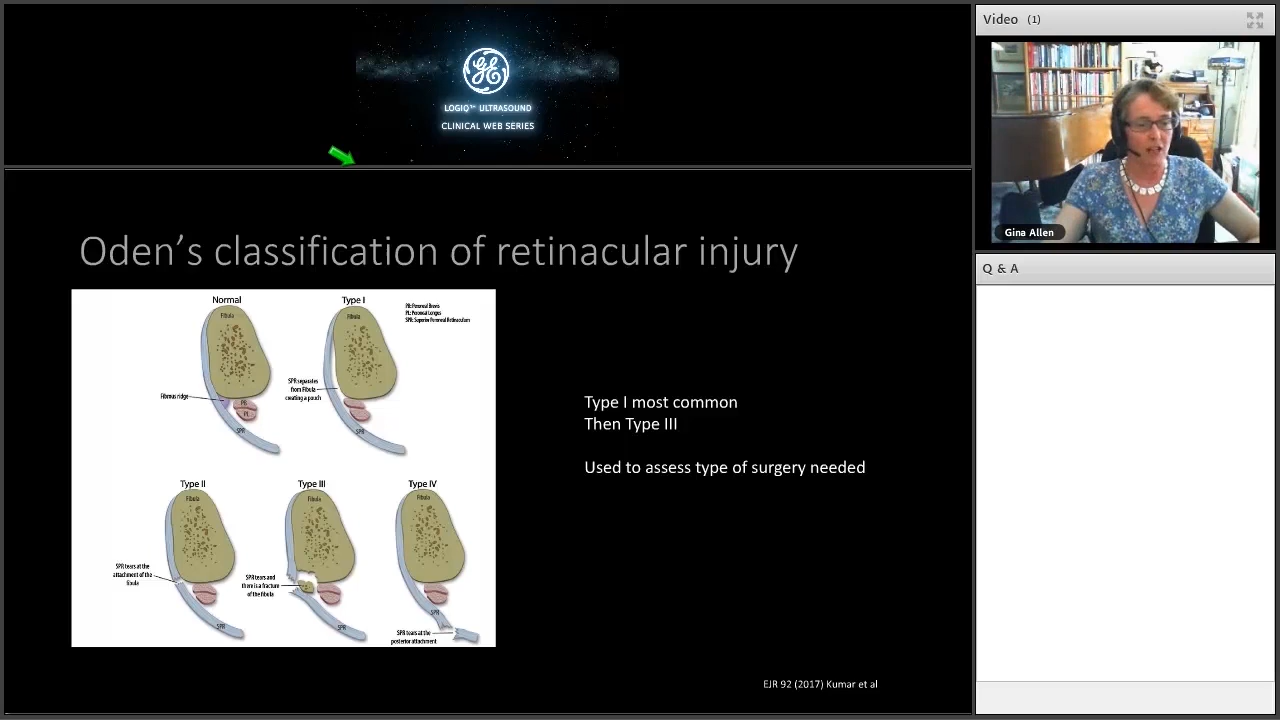 LOGIQ™ ULTRASOUND
CLINICAL WEB SERIES
Video (1)
Gina Allen
Q & A
Oden’s classification of retinacular injury
Normal
Fibula
Fibrous ridge
PB
PL
SPR
Type I
Fibula
SPR separates
from Fibula
creating a pouch
SPR
PB: Peroneal Brevis
PL: Peroneal Longus
SPR: Superior Peroneal Retinaculum
Type II
Fibula
SPR tears at the
attachment of the
fibula
SPR
Type III
Fibula
SPR tears and
there is a fracture
of the fibula
SPR
Type IV
Fibula
SPR
SPR tears at the
posterior attachment
Type I most common
Then Type III
Used to assess type of surgery needed
EJR 92 (2017) Kumar et al